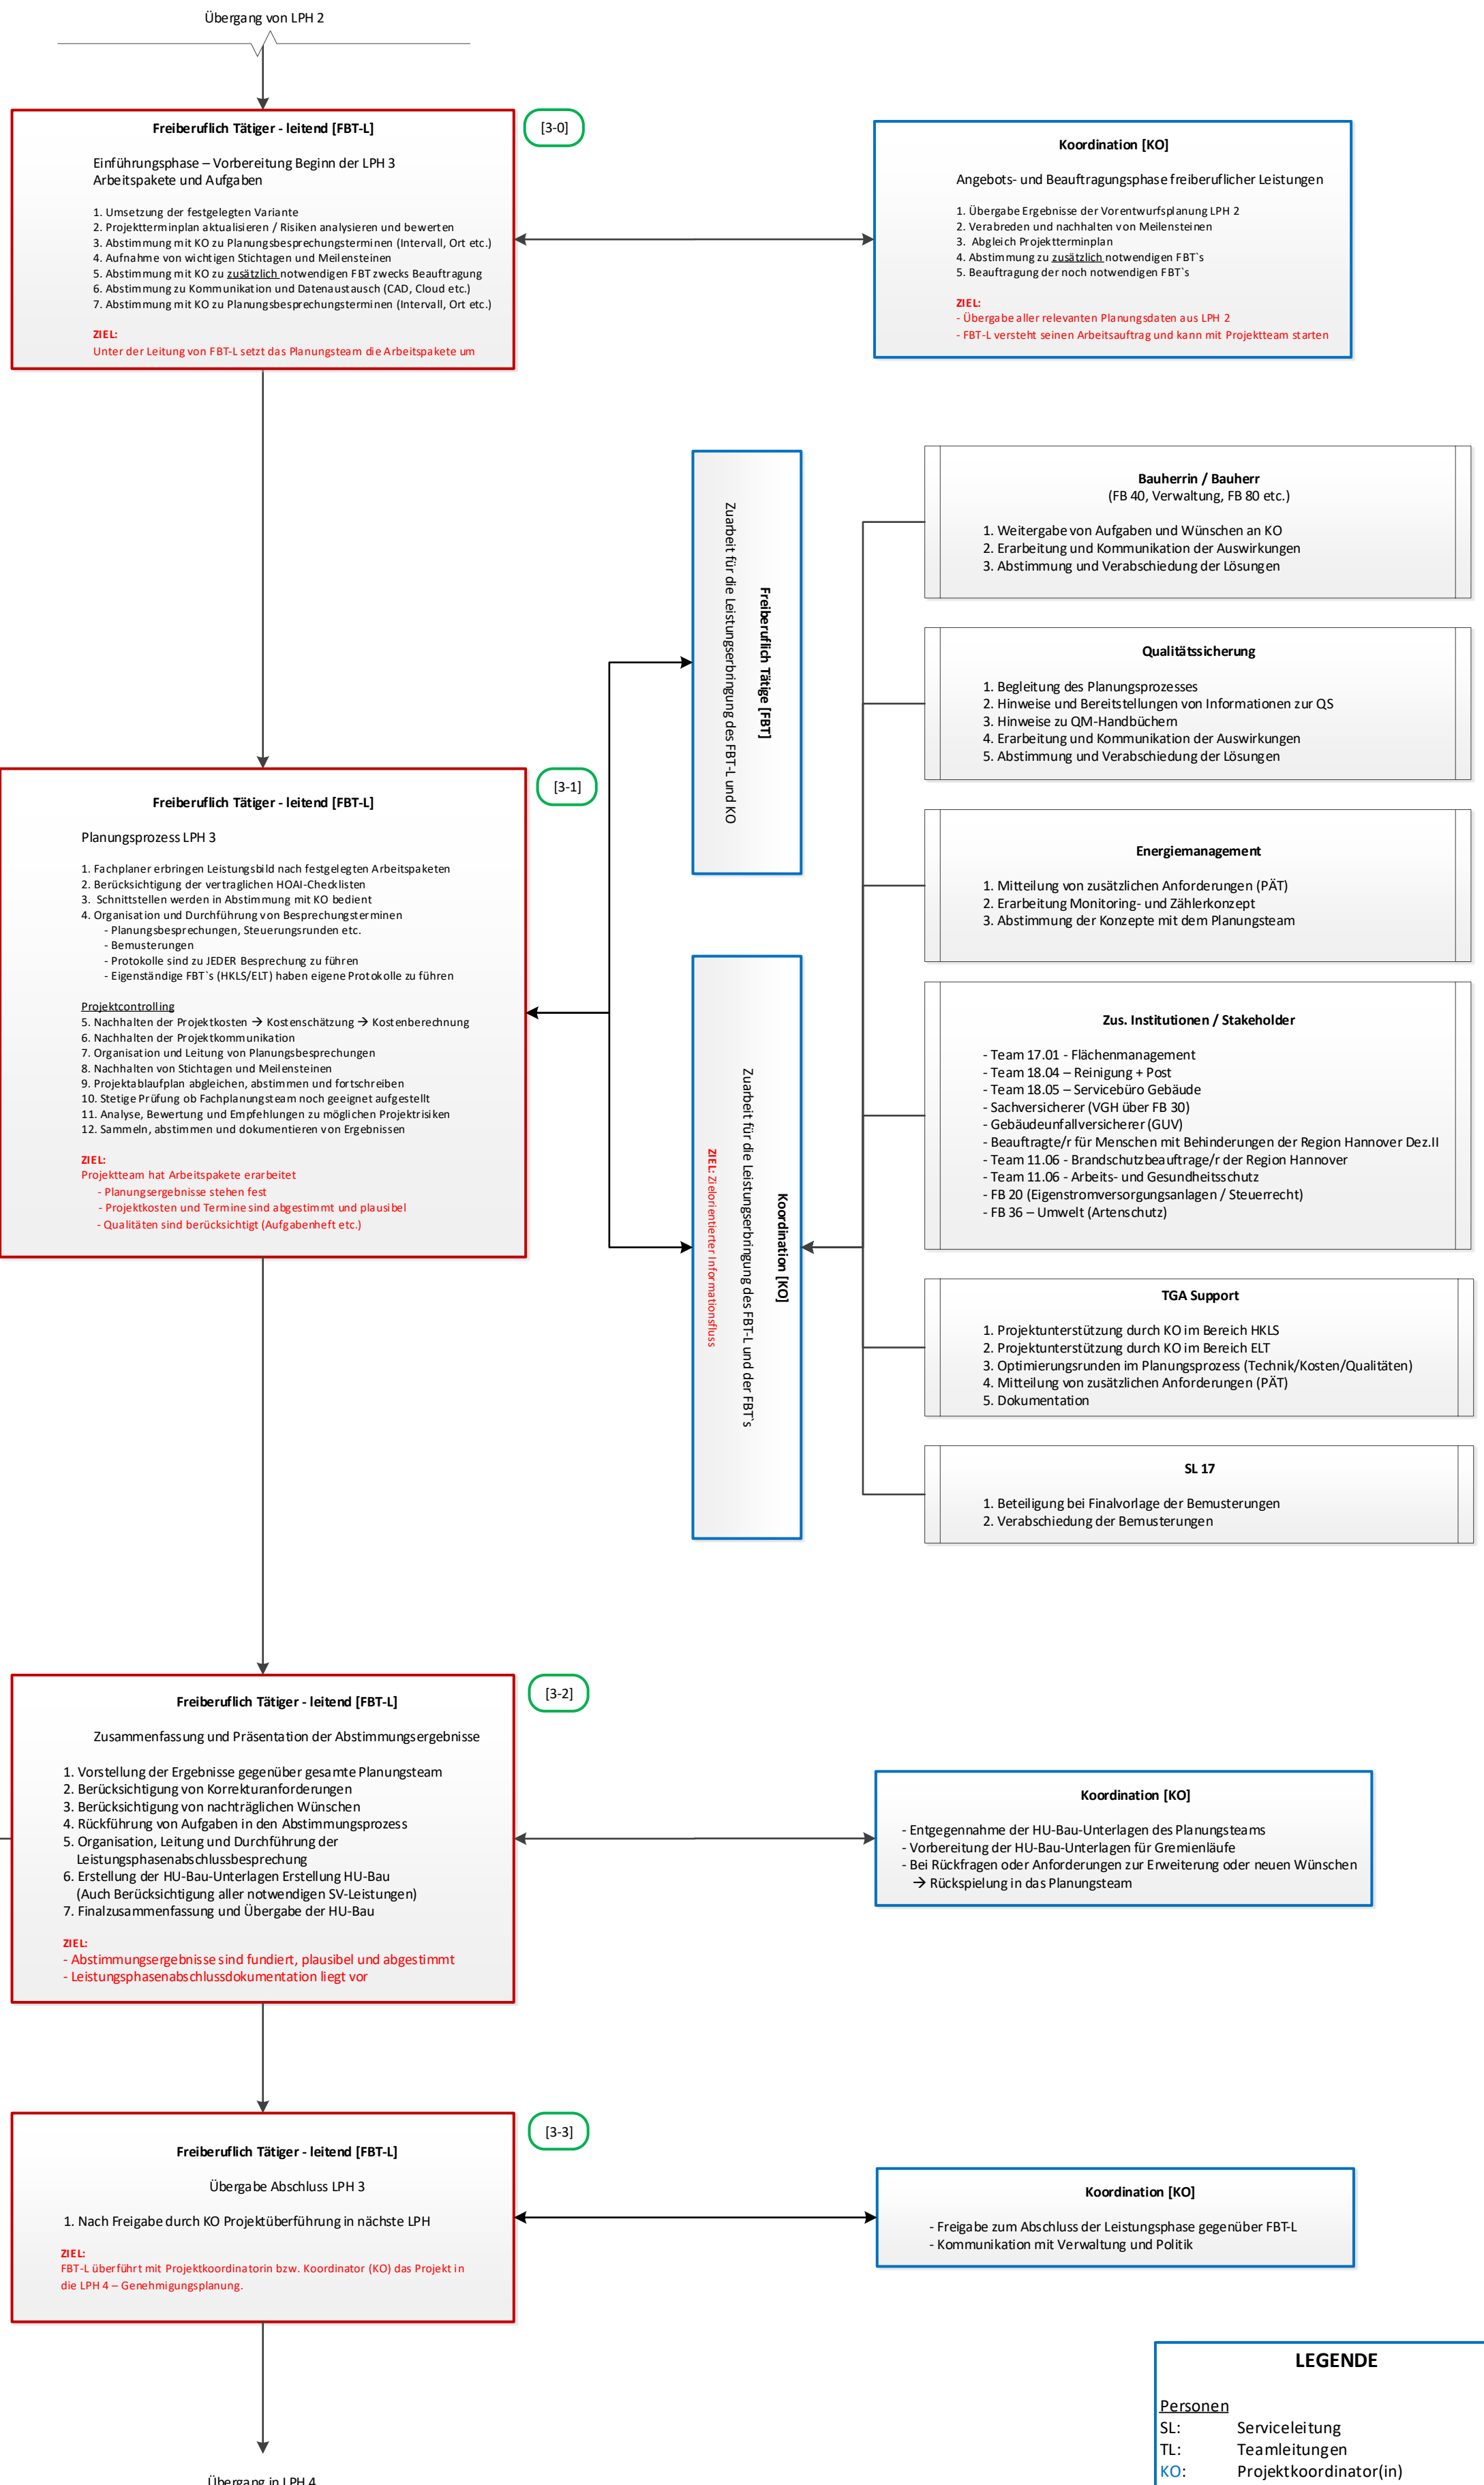 Übergang von LPH 2
Freiberuflich Tätiger - leitend [FBT-L]
Einführungsphase – Vorbereitung Beginn der LPH 3
Arbeitspakete und Aufgaben
1. Umsetzung der festgelegten Variante
2. Projektterminplan aktualisieren / Risiken analysieren und bewerten
3. Abstimmung mit KO zu Planungsbesprechungsterminen (Intervall, Ort etc.)
4. Aufnahme von wichtigen Stichtagen und Meilensteinen
5. Abstimmung mit KO zu zusätzlich notwendigen FBT zwecks Beauftragung
6. Abstimmung zu Kommunikation und Datenaustausch (CAD, Cloud etc.)
7. Abstimmung mit KO zu Planungsbesprechungsterminen (Intervall, Ort etc.)
ZIEL:
Unter der Leitung von FBT-L setzt das Planungsteam die Arbeitspakete um
[3-0]
Koordination [KO]
Angebots- und Beauftragungsphase freiberuflicher Leistungen
1. Übergabe Ergebnisse der Vorentwurfsplanung LPH 2
2. Verabreden und nachhalten von Meilensteinen
3. Abgleich Projektterminplan
4. Abstimmung zu zusätzlich notwendigen FBT`s
5. Beauftragung der noch notwendigen FBT`s
ZIEL:
- Übergabe aller relevanten Planungsdaten aus LPH 2
- FBT-L versteht seinen Arbeitsauftrag und kann mit Projektteam starten
Freiberuflich Tätige [FBT]
Zuarbeit für die Leistungserbringung des FBT-L und KO
Bauherrin / Bauherr
(FB 40, Verwaltung, FB 80 etc.)
1. Weitergabe von Aufgaben und Wünschen an KO
2. Erarbeitung und Kommunikation der Auswirkungen
3. Abstimmung und Verabschiedung der Lösungen
Qualitätssicherung
1. Begleitung des Planungsprozesses
2. Hinweise und Bereitstellungen von Informationen zur QS
3. Hinweise zu QM-Handbüchern
4. Erarbeitung und Kommunikation der Auswirkungen
5. Abstimmung und Verabschiedung der Lösungen
Freiberuflich Tätiger - leitend [FBT-L]
Planungsprozess LPH 3
1. Fachplaner erbringen Leistungsbild nach festgelegten Arbeitspaketen
2. Berücksichtigung der vertraglichen HOAI-Checklisten
3. Schnittstellen werden in Abstimmung mit KO bedient
4. Organisation und Durchführung von Besprechungsterminen
- Planungsbesprechungen, Steuerungsrunden etc.
- Bemusterungen
- Protokolle sind zu JEDER Besprechung zu führen
- Eigenständige FBT`s (HKLS/ELT) haben eigene Protokolle zu führen
Projektcontrolling
5. Nachhalten der Projektkosten → Kostenschätzung → Kostenberechnung
6. Nachhalten der Projektkommunikation
7. Organisation und Leitung von Planungsbesprechungen
8. Nachhalten von Stichtagen und Meilensteinen
9. Projektablaufplan abgleichen, abstimmen und fortschreiben
10. Stetige Prüfung ob Fachplanungsteam noch geeignet aufgestellt
11. Analyse, Bewertung und Empfehlungen zu möglichen Projektrisiken
12. Sammeln, abstimmen und dokumentieren von Ergebnissen
ZIEL:
Projektteam hat Arbeitspakete erarbeitet
- Planungsergebnisse stehen fest
- Projektkosten und Termine sind abgestimmt und plausibel
- Qualitäten sind berücksichtigt (Aufgabenheft etc.)
[3-1]
Energiemanagement
1. Mitteilung von zusätzlichen Anforderungen (PÄT)
2. Erarbeitung Monitoring- und Zählerkonzept
3. Abstimmung der Konzepte mit dem Planungsteam
Koordination [KO]
Zuarbeit für die Leistungserbringung des FBT-L und der FBT`s
ZIEL: Zielorientierter Informationsfluss
Zus. Institutionen / Stakeholder
- Team 17.01 - Flächenmanagement
- Team 18.04 – Reinigung + Post
- Team 18.05 – Servicebüro Gebäude
- Sachversicherer (VGH über FB 30)
- Gebäudeunfallversicherer (GUV)
- Beauftragte/r für Menschen mit Behinderungen der Region Hannover Dez.II
- Team 11.06 - Brandschutzbeauftrage/r der Region Hannover
- Team 11.06 - Arbeits- und Gesundheitsschutz
- FB 20 (Eigenstromversorgungsanlagen / Steuerrecht)
- FB 36 – Umwelt (Artenschutz)
TGA Support
1. Projektunterstützung durch KO im Bereich HKLS
2. Projektunterstützung durch KO im Bereich ELT
3. Optimierungsrunden im Planungsprozess (Technik/Kosten/Qualitäten)
4. Mitteilung von zusätzlichen Anforderungen (PÄT)
5. Dokumentation
SL 17
1. Beteiligung bei Finalvorlage der Bemusterungen
2. Verabschiedung der Bemusterungen
Freiberuflich Tätiger - leitend [FBT-L]
Zusammenfassung und Präsentation der Abstimmungsergebnisse
1. Vorstellung der Ergebnisse gegenüber gesamte Planungsteam
2. Berücksichtigung von Korrekturanforderungen
3. Berücksichtigung von nachträglichen Wünschen
4. Rückführung von Aufgaben in den Abstimmungsprozess
5. Organisation, Leitung und Durchführung der
Leistungsphasenabschlussbesprechung
6. Erstellung der HU-Bau-Unterlagen Erstellung HU-Bau
(Auch Berücksichtigung aller notwendigen SV-Leistungen)
7. Finalzusammenfassung und Übergabe der HU-Bau
ZIEL:
- Abstimmungsergebnisse sind fundiert, plausibel und abgestimmt
- Leistungsphasenabschlussdokumentation liegt vor
[3-2]
Koordination [KO]
- Entgegennahme der HU-Bau-Unterlagen des Planungsteams
- Vorbereitung der HU-Bau-Unterlagen für Gremienläufe
- Bei Rückfragen oder Anforderungen zur Erweiterung oder neuen Wünschen
→ Rückspielung in das Planungsteam
Freiberuflich Tätiger - leitend [FBT-L]
Übergabe Abschluss LPH 3
1. Nach Freigabe durch KO Projektüberführung in nächste LPH
ZIEL:
FBT-L überführt mit Projektkoordinatorin bzw. Koordinator (KO) das Projekt in
die LPH 4 – Genehmigungsplanung.
[3-3]
Koordination [KO]
- Freigabe zum Abschluss der Leistungsphase gegenüber FBT-L
- Kommunikation mit Verwaltung und Politik
Übergang in LPH 4
LEGENDE
Personen
SL: Serviceleitung
TL: Teamleitungen
KO: Projektkoordinator(in)